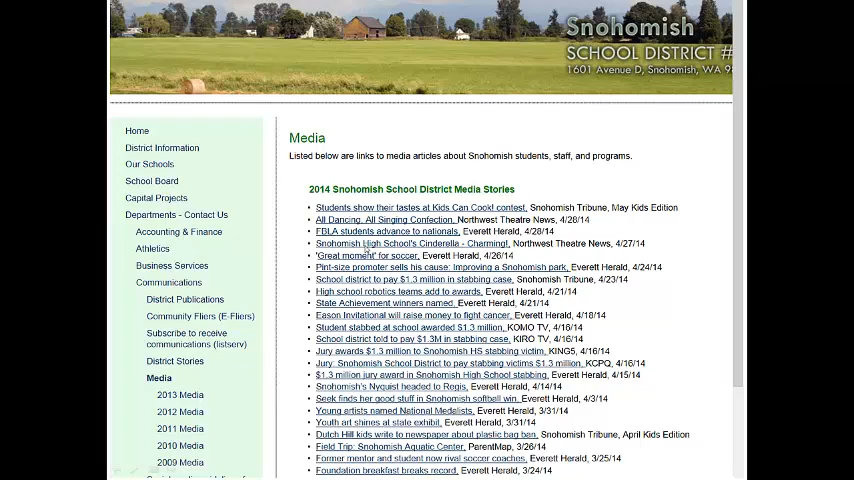 Snohomish
SCHOOL DISTRICT #
1601 Avenue D, Snohomish, WA 98
Home
District Information
Our Schools
School Board
Capital Projects
Departments - Contact Us
Accounting & Finance
Athletics
Business Services
Communications
District Publications
Community Fliers (E-Fliers)
Subscribe to receive
communications (listserv)
District Stories
Media
2013 Media
2012 Media
2011 Media
2010 Media
2009 Media
Media
Listed below are links to media articles about Snohomish students, staff, and programs.
2014 Snohomish School District Media Stories
• Students show their tastes at Kids Can Cook! contest, Snohomish Tribune, May Kids Edition
• All Dancing, All Singing Confection, Northwest Theatre News, 4/28/14
• FBLA students advance to nationals, Everett Herald, 4/28/14
• Snohomish High School's Cinderella - Charming!, Northwest Theatre News, 4/27/14
• 'Great moment' for soccer, Everett Herald, 4/26/14
• Pint-size promoter sells his cause: Improving a Snohomish park, Everett Herald, 4/24/14
• School district to pay $1.3 million in stabbing case, Snohomish Tribune, 4/23/14
• High school robotics teams add to awards, Everett Herald, 4/21/14
• State Achievement winners named, Everett Herald, 4/21/14
• Eason Invitational will raise money to fight cancer, Everett Herald, 4/18/14
• Student stabbed at school awarded $1.3 million, KOMO TV, 4/16/14
• School district told to pay $1.3M in stabbing case, KIRO TV, 4/16/14
• Jury awards $1.3 million to Snohomish HS stabbing victim, KING5, 4/16/14
• Jury: Snohomish School District to pay stabbing victims $1.3 million, KCPQ, 4/16/14
• $1.3 million jury award in Snohomish High School stabbing, Everett Herald, 4/15/14
• Snohomish's Nyquist headed to Regis, Everett Herald, 4/14/14
• Seek finds her good stuff in Snohomish softball win, Everett Herald, 4/3/14
• Young artists named National Medalists, Everett Herald, 3/31/14
• Youth art shines at state exhibit, Everett Herald, 3/31/14
• Dutch Hill kids write to newspaper about plastic bag ban, Snohomish Tribune, April Kids Edition
• Field Trip: Snohomish Aquatic Center, ParentMap, 3/26/14
• Former mentor and student now rival soccer coaches, Everett Herald, 3/25/14
• Foundation breakfast breaks record, Everett Herald, 3/24/14